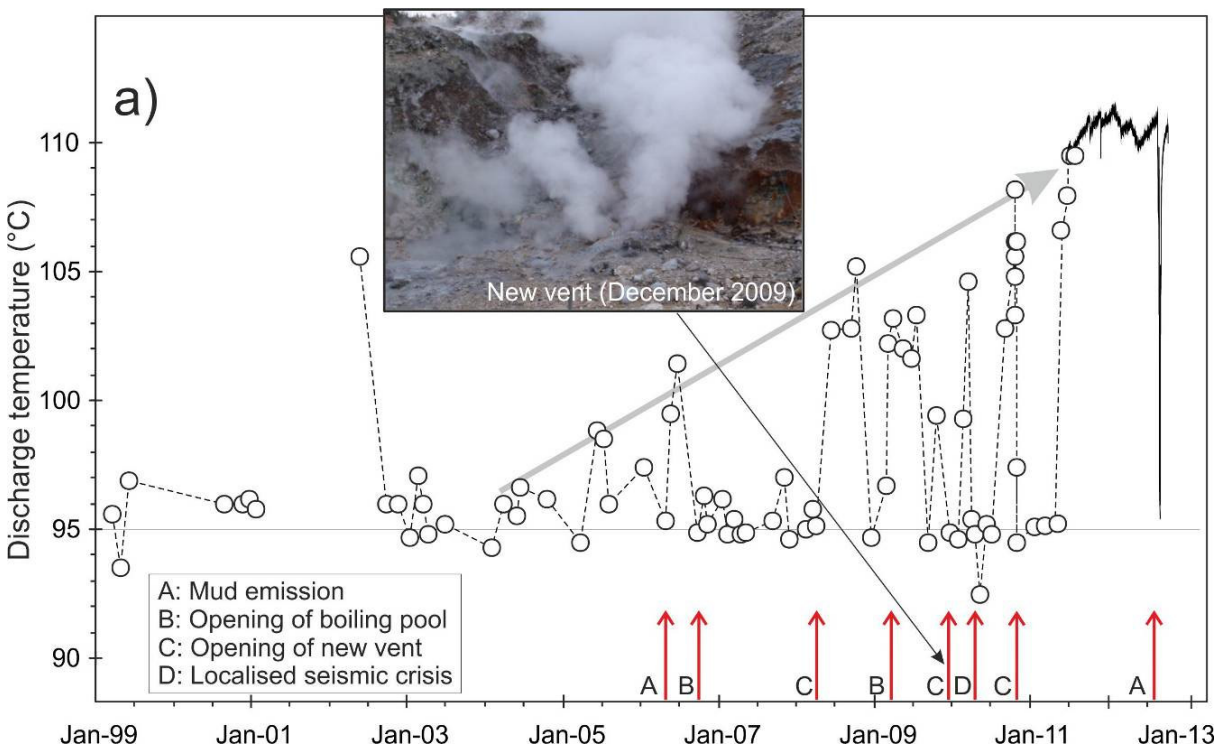 a)
New vent (December 2009)
Discharge temperature (°C)
110
105
100
95
90
A: Mud emission
B: Opening of boiling pool
C: Opening of new vent
D: Localised seismic crisis
A B C B C D C A
Jan-99 Jan-01 Jan-03 Jan-05 Jan-07 Jan-09 Jan-11 Jan-13